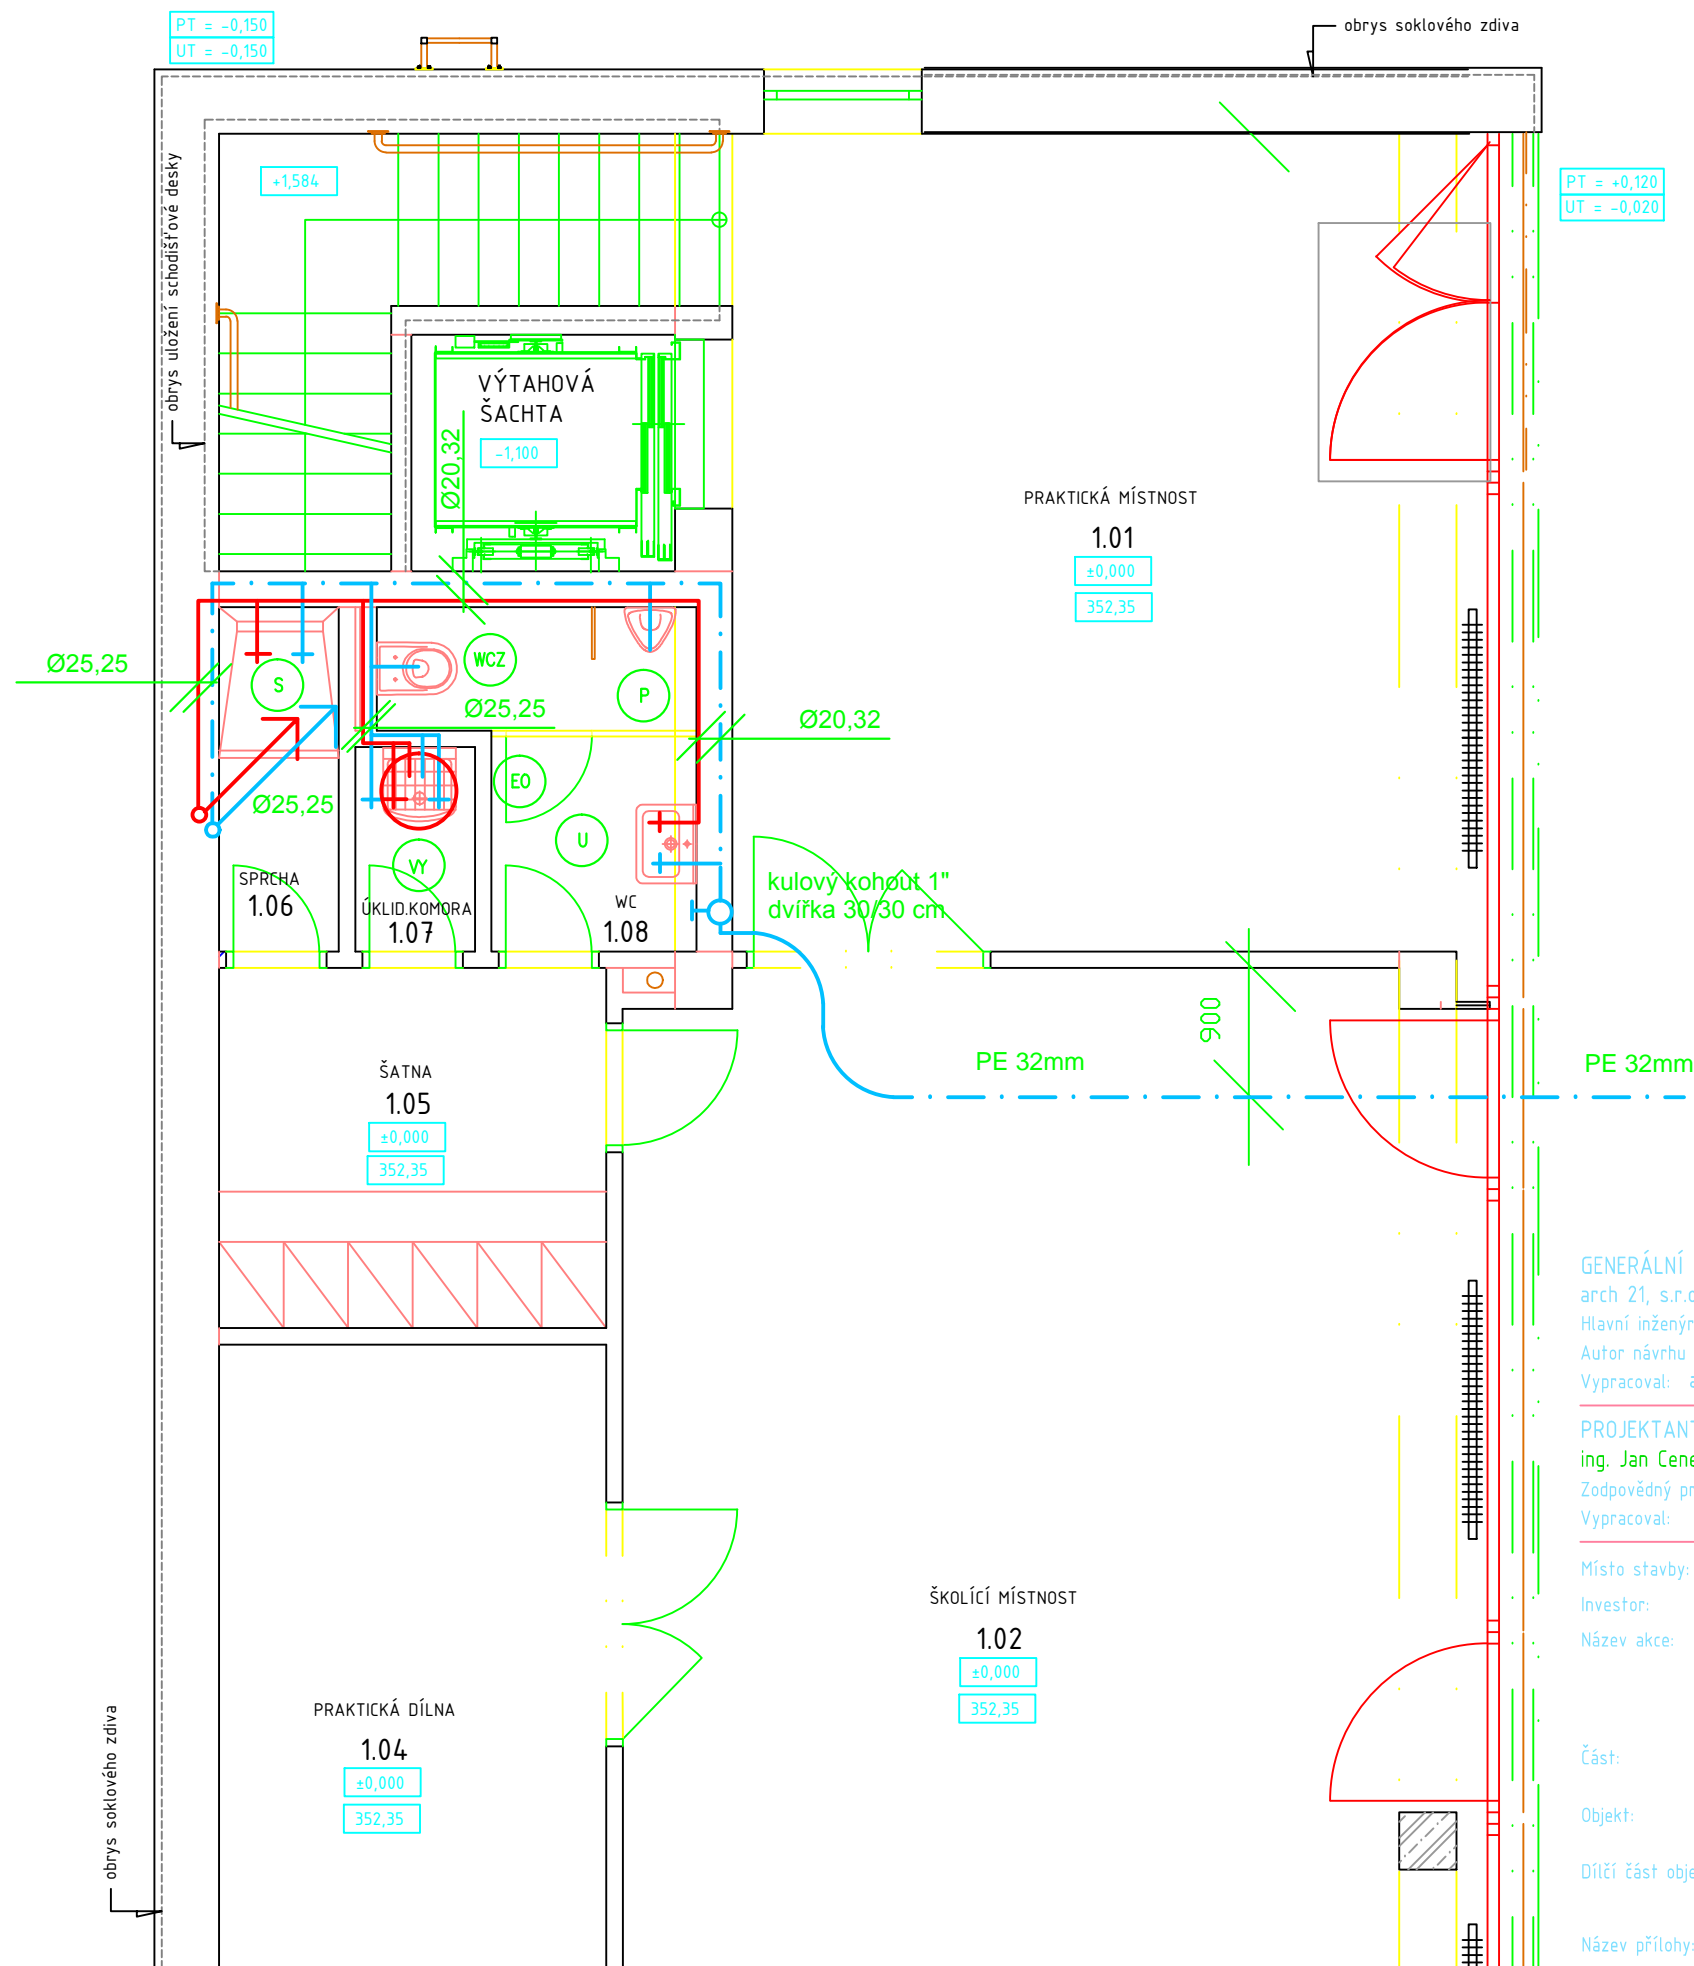 PT = -0,150
UT = -0,150
obrys soklového zdiva
obrys uložení schodišťové desky
+1,584
PT = +0,120
UT = -0,020
VÝTAHOVÁ
ŠACHTA
-1,100
Ø20,32
PRAKTICKÁ MÍSTNOST
1.01
±0,000
352,35
Ø25,25
S
WCZ
P
Ø25,25
Ø20,32
EO
Ø25,25
U
VY
SPRCHA
1.06
ÚKLID.KOMORA
1.07
WC
1.08
kulový kohout 1"
dvířka 30/30 cm
900
PE 32mm
PE 32mm
ŠATNA
1.05
±0,000
352,35
ŠKOLÍCÍ MÍSTNOST
1.02
±0,000
352,35
PRAKTICKÁ DÍLNA
1.04
±0,000
352,35
obrys soklového zdiva
GENERÁLNÍ
arch 21, s.r.o
Hlavní inženýr
Autor návrhu
Vypracoval: a
PROJEKTANT
ing. Jan Cene
Zodpovědný pr
Vypracoval:
Místo stavby:
Investor:
Název akce:
Část:
Objekt:
Dílčí část obje
Název přílohy: